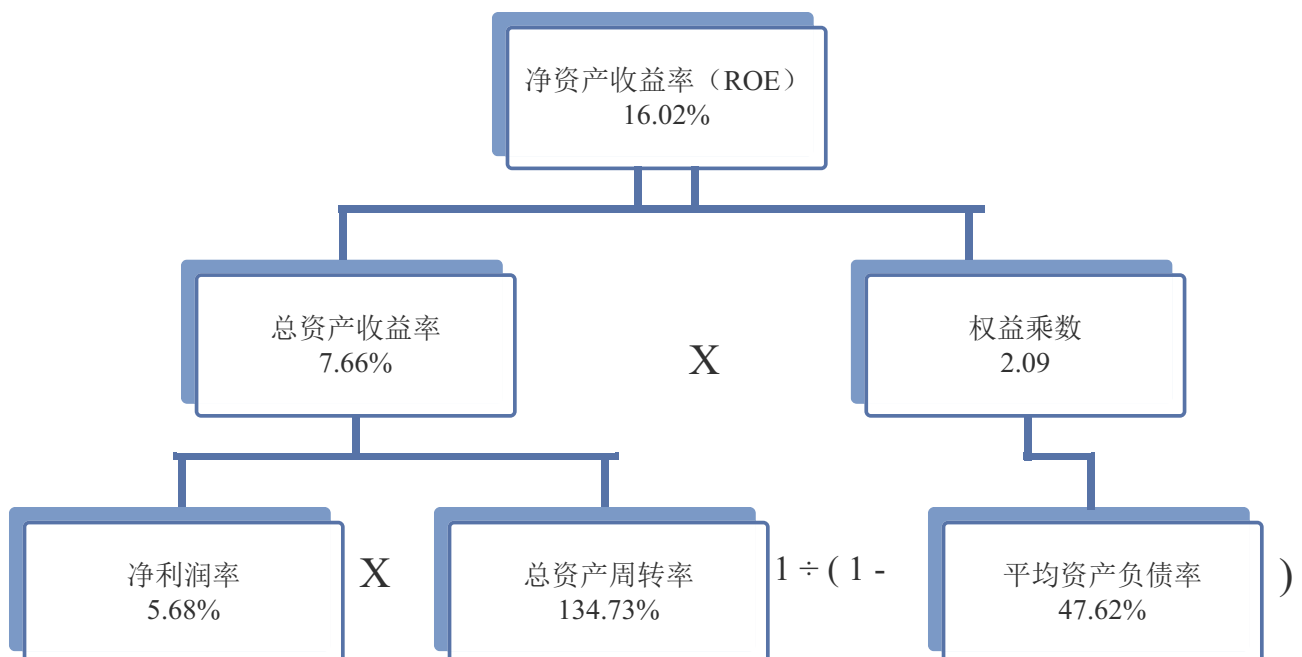 净资产收益率（ROE）
16.02%
总资产收益率
7.66%
X
权益乘数
2.09
净利润率
5.68%
X
总资产周转率
134.73%
1 ÷ ( 1 -
平均资产负债率
47.62%
)